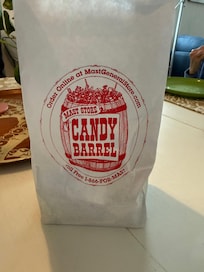 Order Online at MastGeneralStore.com
MAST STORE
CANDY
BARREL
Toll Free 1-866-FOR-MAST